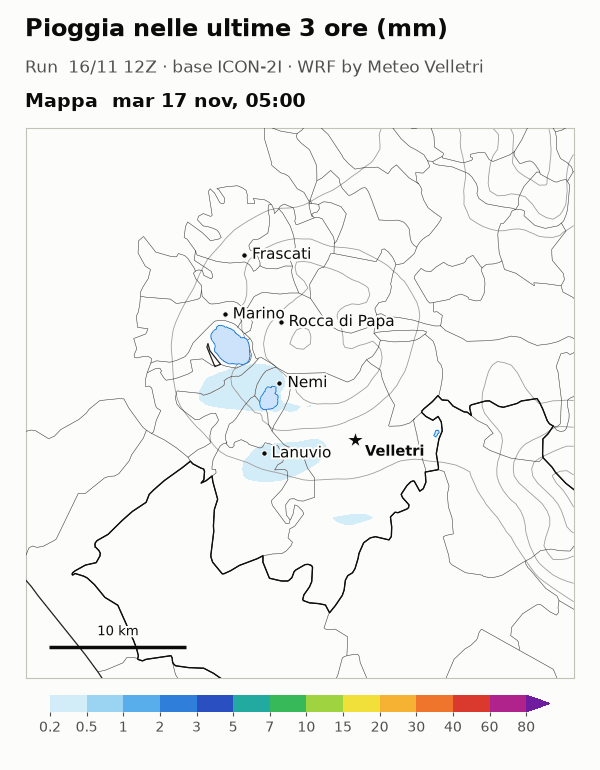 Pioggia nelle ultime 3 ore (mm)
Run  16/11 12Z · base ICON-2I · WRF by Meteo Velletri
Mappa  mar 17 nov, 05:00
Frascati
Marino
Rocca di Papa
Nemi
Velletri
Lanuvio
10 km
0.2 0.5 1 2 3 5 7 10 15 20 30 40 60 80